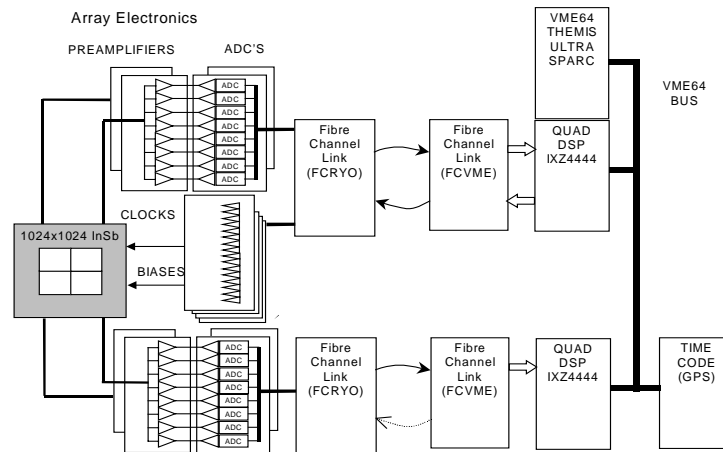 Array Electronics
PREAMPLIFIERS
ADC'S
VME64
THEMIS
ULTRA
SPARC
VME64
BUS
ADC
ADC
ADC
ADC
ADC
ADC
ADC
ADC
Fibre
Channel
Link
(FCRYO)
Fibre
Channel
Link
(FCVME)
QUAD
DSP
IXZ4444
CLOCKS
1024x1024 InSb
BIASES
ADC
ADC
ADC
ADC
ADC
ADC
ADC
ADC
Fibre
Channel
Link
(FCRYO)
Fibre
Channel
Link
(FCVME)
QUAD
DSP
IXZ4444
TIME
CODE
(GPS)